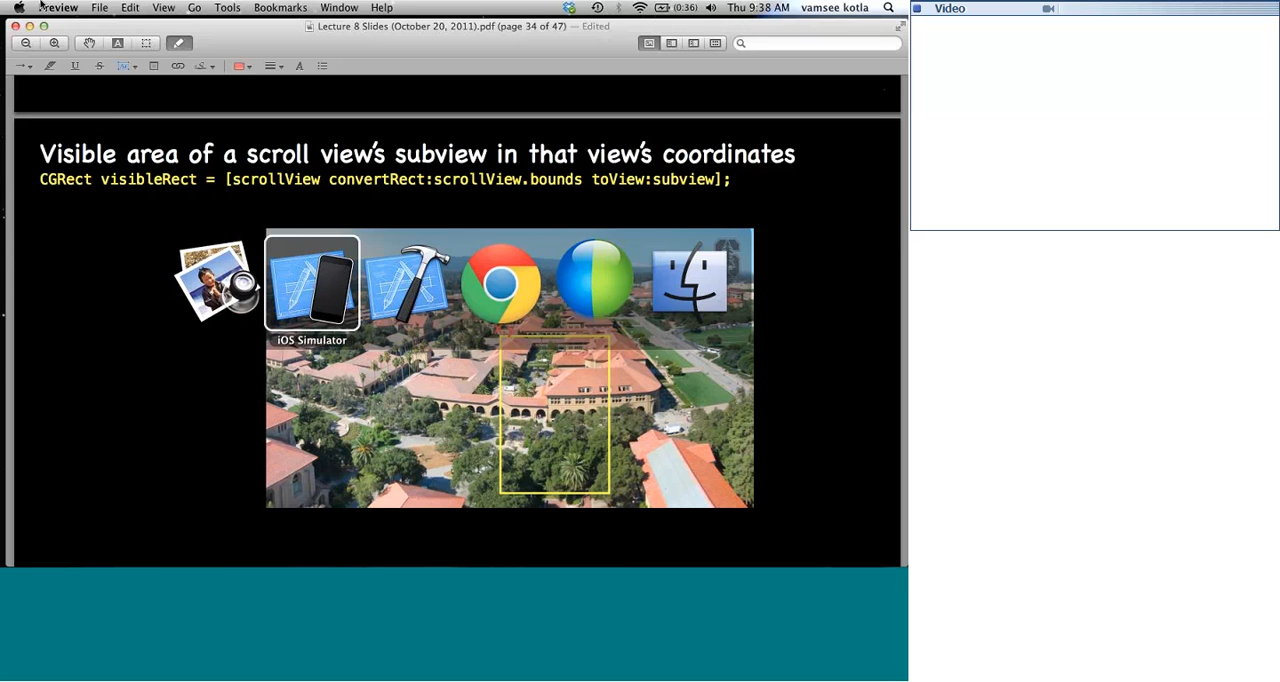 Preview File Edit View Go Tools Bookmarks Window Help (0:36) Thu 9:38 AM vamsee kotla
Video
Lecture 8 Slides (October 20, 2011).pdf (page 34 of 47) — Edited
Visible area of a scroll view's subview in that view's coordinates
CGRect visibleRect = [scrollView convertRect:scrollView.bounds toView:subview];
iOS Simulator